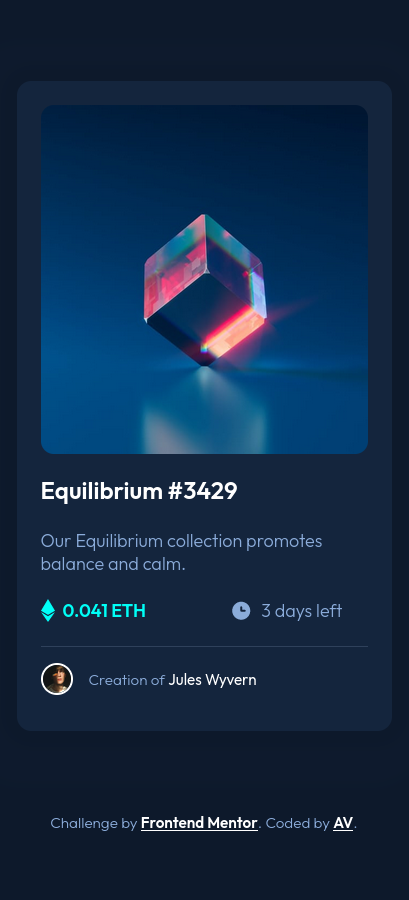 Equilibrium #3429
Our Equilibrium collection promotes
balance and calm.
0.041 ETH
3 days left
Creation of Jules Wyvern
Challenge by Frontend Mentor. Coded by AV.